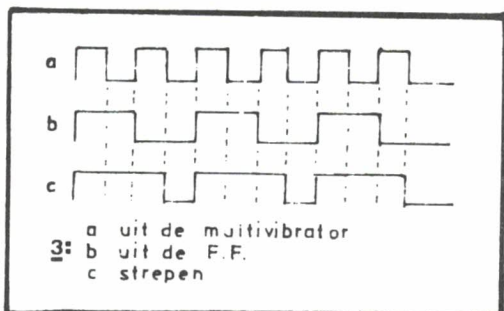 a
b
c
a uit de multivibrator
3: b uit de F.F.
c strepen